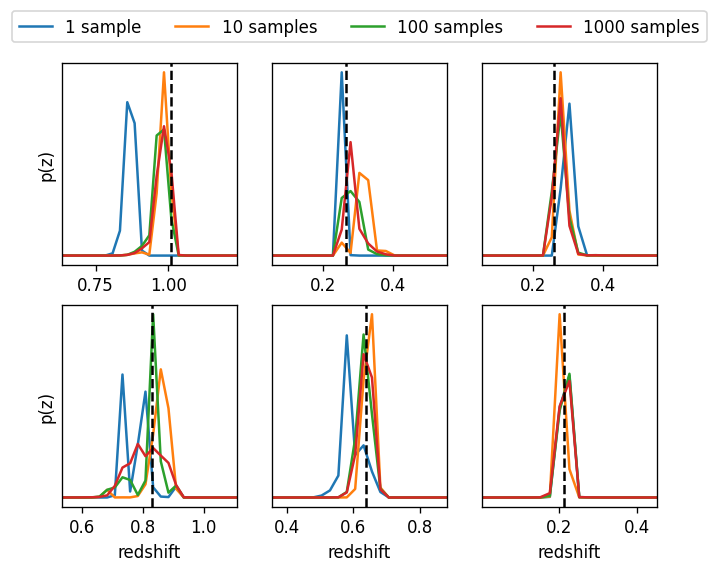 1 sample 10 samples 100 samples 1000 samples
p(z)
0.75 1.00
0.2 0.4
0.2 0.4
p(z)
0.6 0.8 1.0
0.4 0.6 0.8
0.2 0.4
redshift redshift redshift